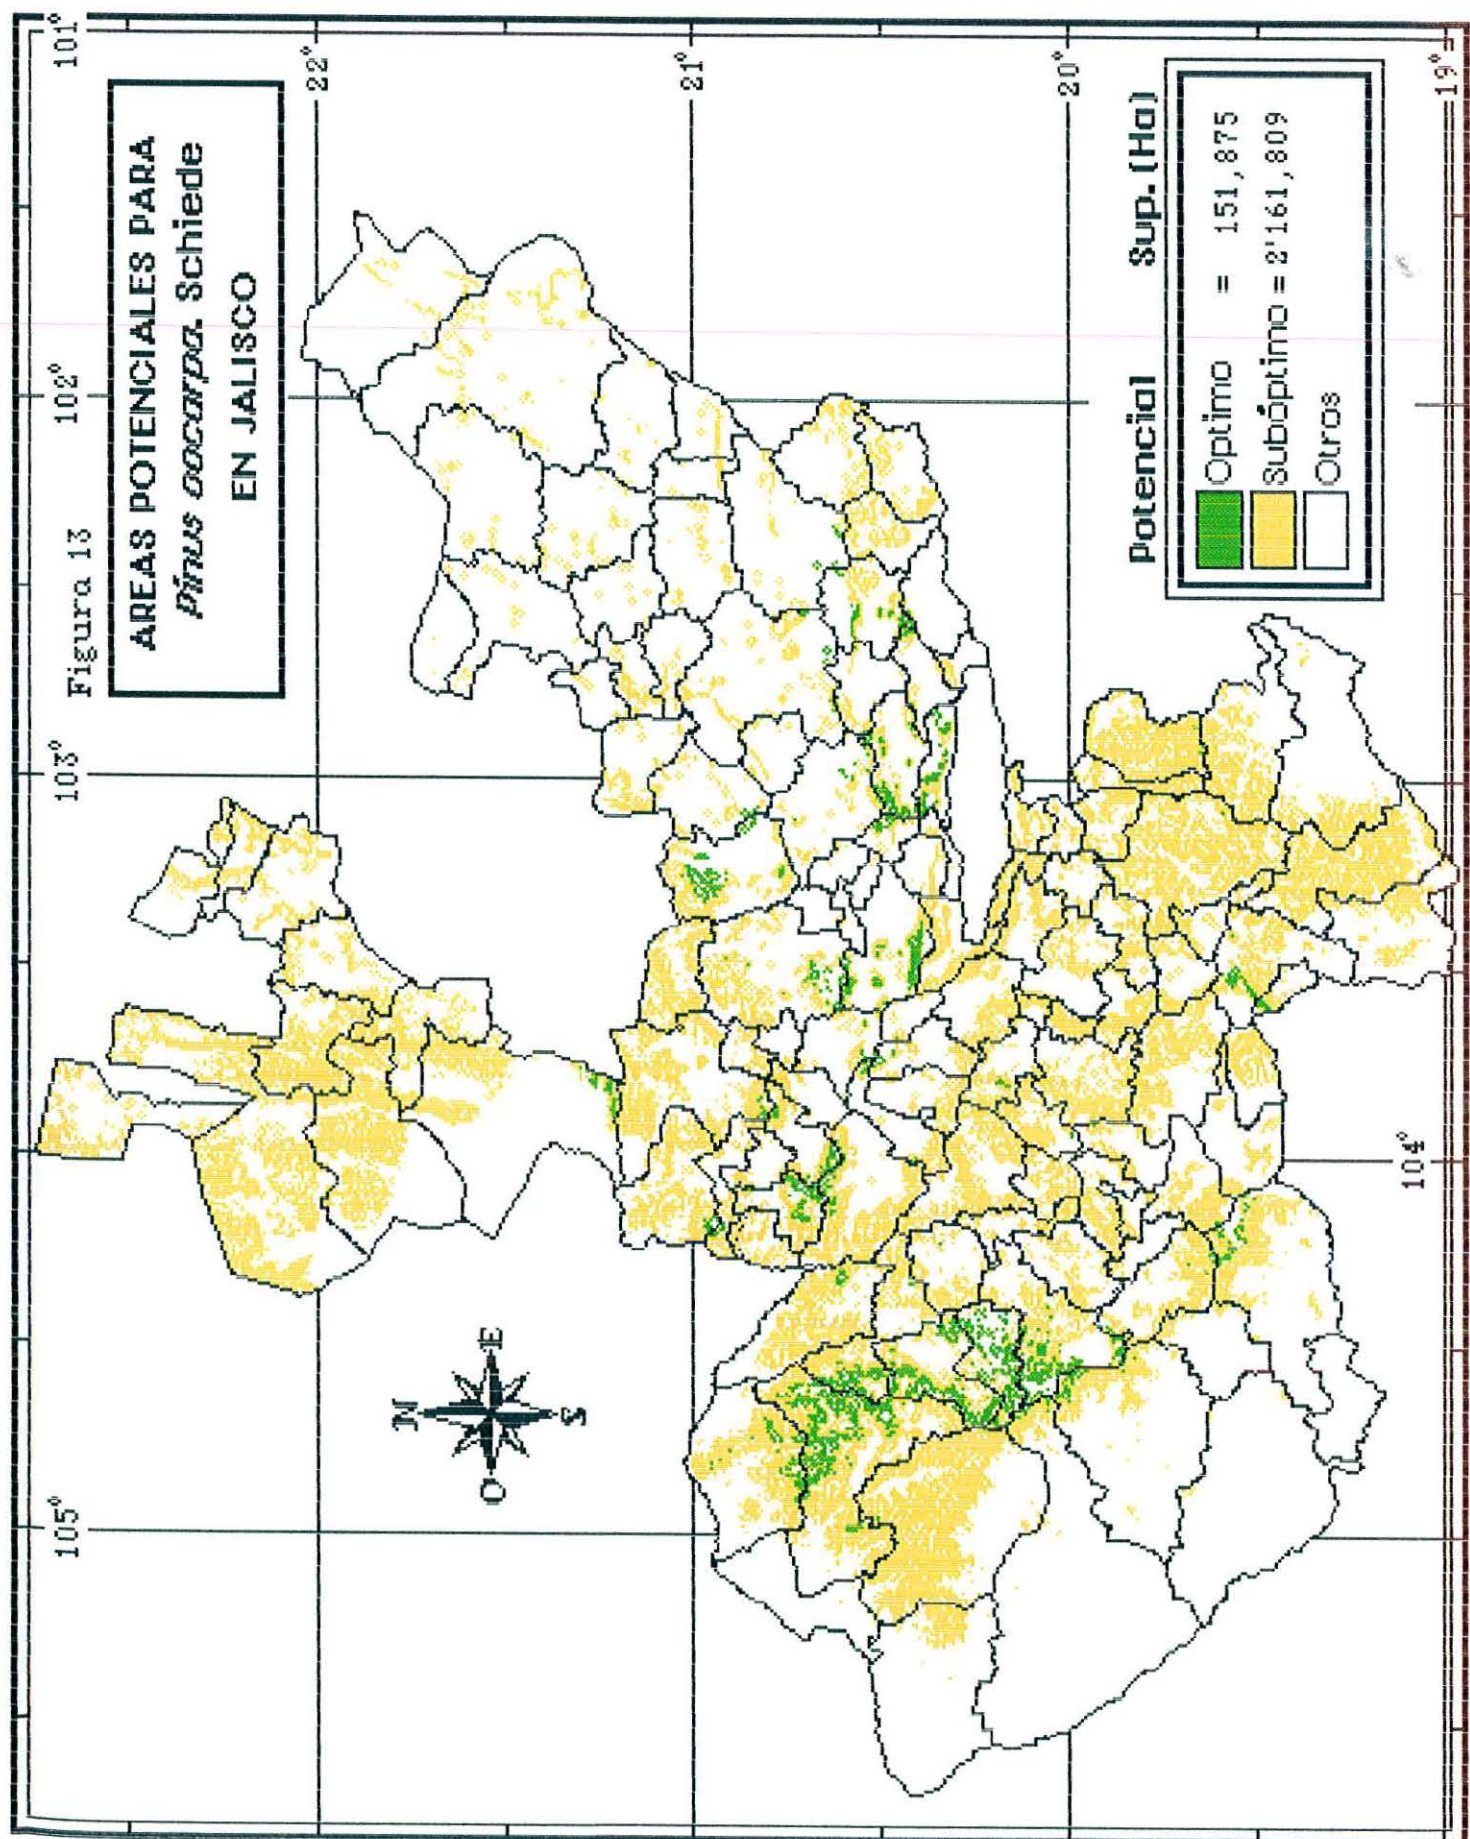 Figura 13
AREAS POTENCIALES PARA
Pinus oocarpa. Schiede
EN JALISCO
105°
104°
103°
102°
101°
22°
21°
20°
19°
N
O
E
S
Potencial Sup. (Ha)
Optimo = 151,875
Subóptimo = 2'161,809
Otros